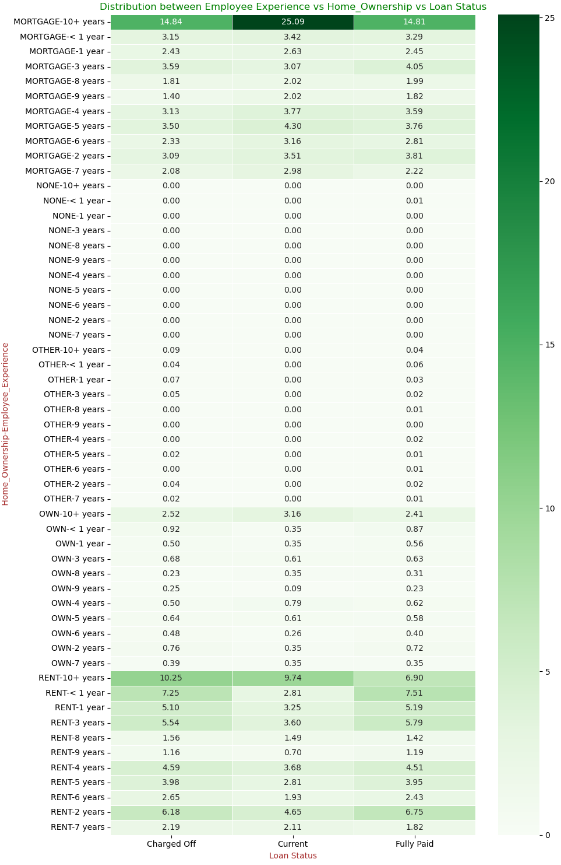 Distribution between Employee Experience vs Home_Ownership vs Loan Status
MORTGAGE-10+ years 14.84 25.09 14.81
MORTGAGE-< 1 year 3.15 3.42 3.29
MORTGAGE-1 year 2.43 2.63 2.45
MORTGAGE-3 years 3.59 3.07 4.05
MORTGAGE-8 years 1.81 2.02 1.99
MORTGAGE-9 years 1.40 2.02 1.82
MORTGAGE-4 years 3.13 3.77 3.59
MORTGAGE-5 years 3.50 4.30 3.76
MORTGAGE-6 years 2.33 3.16 2.81
MORTGAGE-2 years 3.09 3.51 3.81
MORTGAGE-7 years 2.08 2.98 2.22
NONE-10+ years 0.00 0.00 0.00
NONE-< 1 year 0.00 0.00 0.01
NONE-1 year 0.00 0.00 0.00
NONE-3 years 0.00 0.00 0.00
NONE-8 years 0.00 0.00 0.00
NONE-9 years 0.00 0.00 0.00
NONE-4 years 0.00 0.00 0.00
NONE-5 years 0.00 0.00 0.00
NONE-6 years 0.00 0.00 0.00
NONE-2 years 0.00 0.00 0.00
NONE-7 years 0.00 0.00 0.00
OTHER-10+ years 0.09 0.00 0.04
OTHER-< 1 year 0.04 0.00 0.06
OTHER-1 year 0.07 0.00 0.03
OTHER-3 years 0.05 0.00 0.02
OTHER-8 years 0.00 0.00 0.01
OTHER-9 years 0.00 0.00 0.00
OTHER-4 years 0.00 0.00 0.02
OTHER-5 years 0.02 0.00 0.01
OTHER-6 years 0.00 0.00 0.01
OTHER-2 years 0.04 0.00 0.02
OTHER-7 years 0.02 0.00 0.01
OWN-10+ years 2.52 3.16 2.41
OWN-< 1 year 0.92 0.35 0.87
OWN-1 year 0.50 0.35 0.56
OWN-3 years 0.68 0.61 0.63
OWN-8 years 0.23 0.35 0.31
OWN-9 years 0.25 0.09 0.23
OWN-4 years 0.50 0.79 0.62
OWN-5 years 0.64 0.61 0.58
OWN-6 years 0.48 0.26 0.40
OWN-2 years 0.76 0.35 0.72
OWN-7 years 0.39 0.35 0.35
RENT-10+ years 10.25 9.74 6.90
RENT-< 1 year 7.25 2.81 7.51
RENT-1 year 5.10 3.25 5.19
RENT-3 years 5.54 3.60 5.79
RENT-8 years 1.56 1.49 1.42
RENT-9 years 1.16 0.70 1.19
RENT-4 years 4.59 3.68 4.51
RENT-5 years 3.98 2.81 3.95
RENT-6 years 2.65 1.93 2.43
RENT-2 years 6.18 4.65 6.75
RENT-7 years 2.19 2.11 1.82
Charged Off Current Fully Paid
Loan Status
Home_Ownership-Employee_Experience
25
20
15
10
5
0